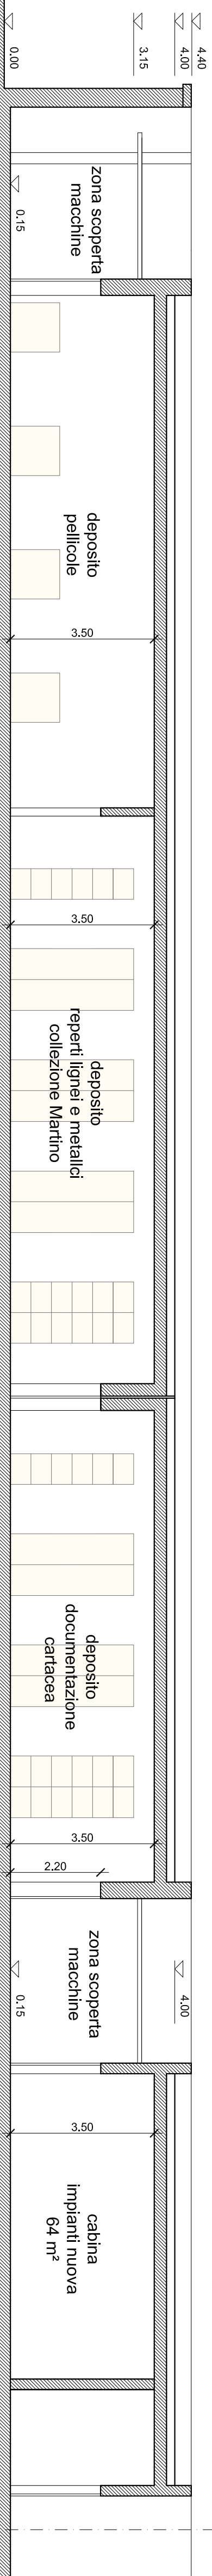 4.40
4.00
3.15
0.00
0.15
zona scoperta
macchine
deposito
pellicole
3.50
3.50
deposito
reperti lignei e metallci
collezione Martino
deposito
documentazione
cartacea
3.50
2.20
zona scoperta
macchine
4.00
0.15
3.50
cabina
impianti nuova
64 m²